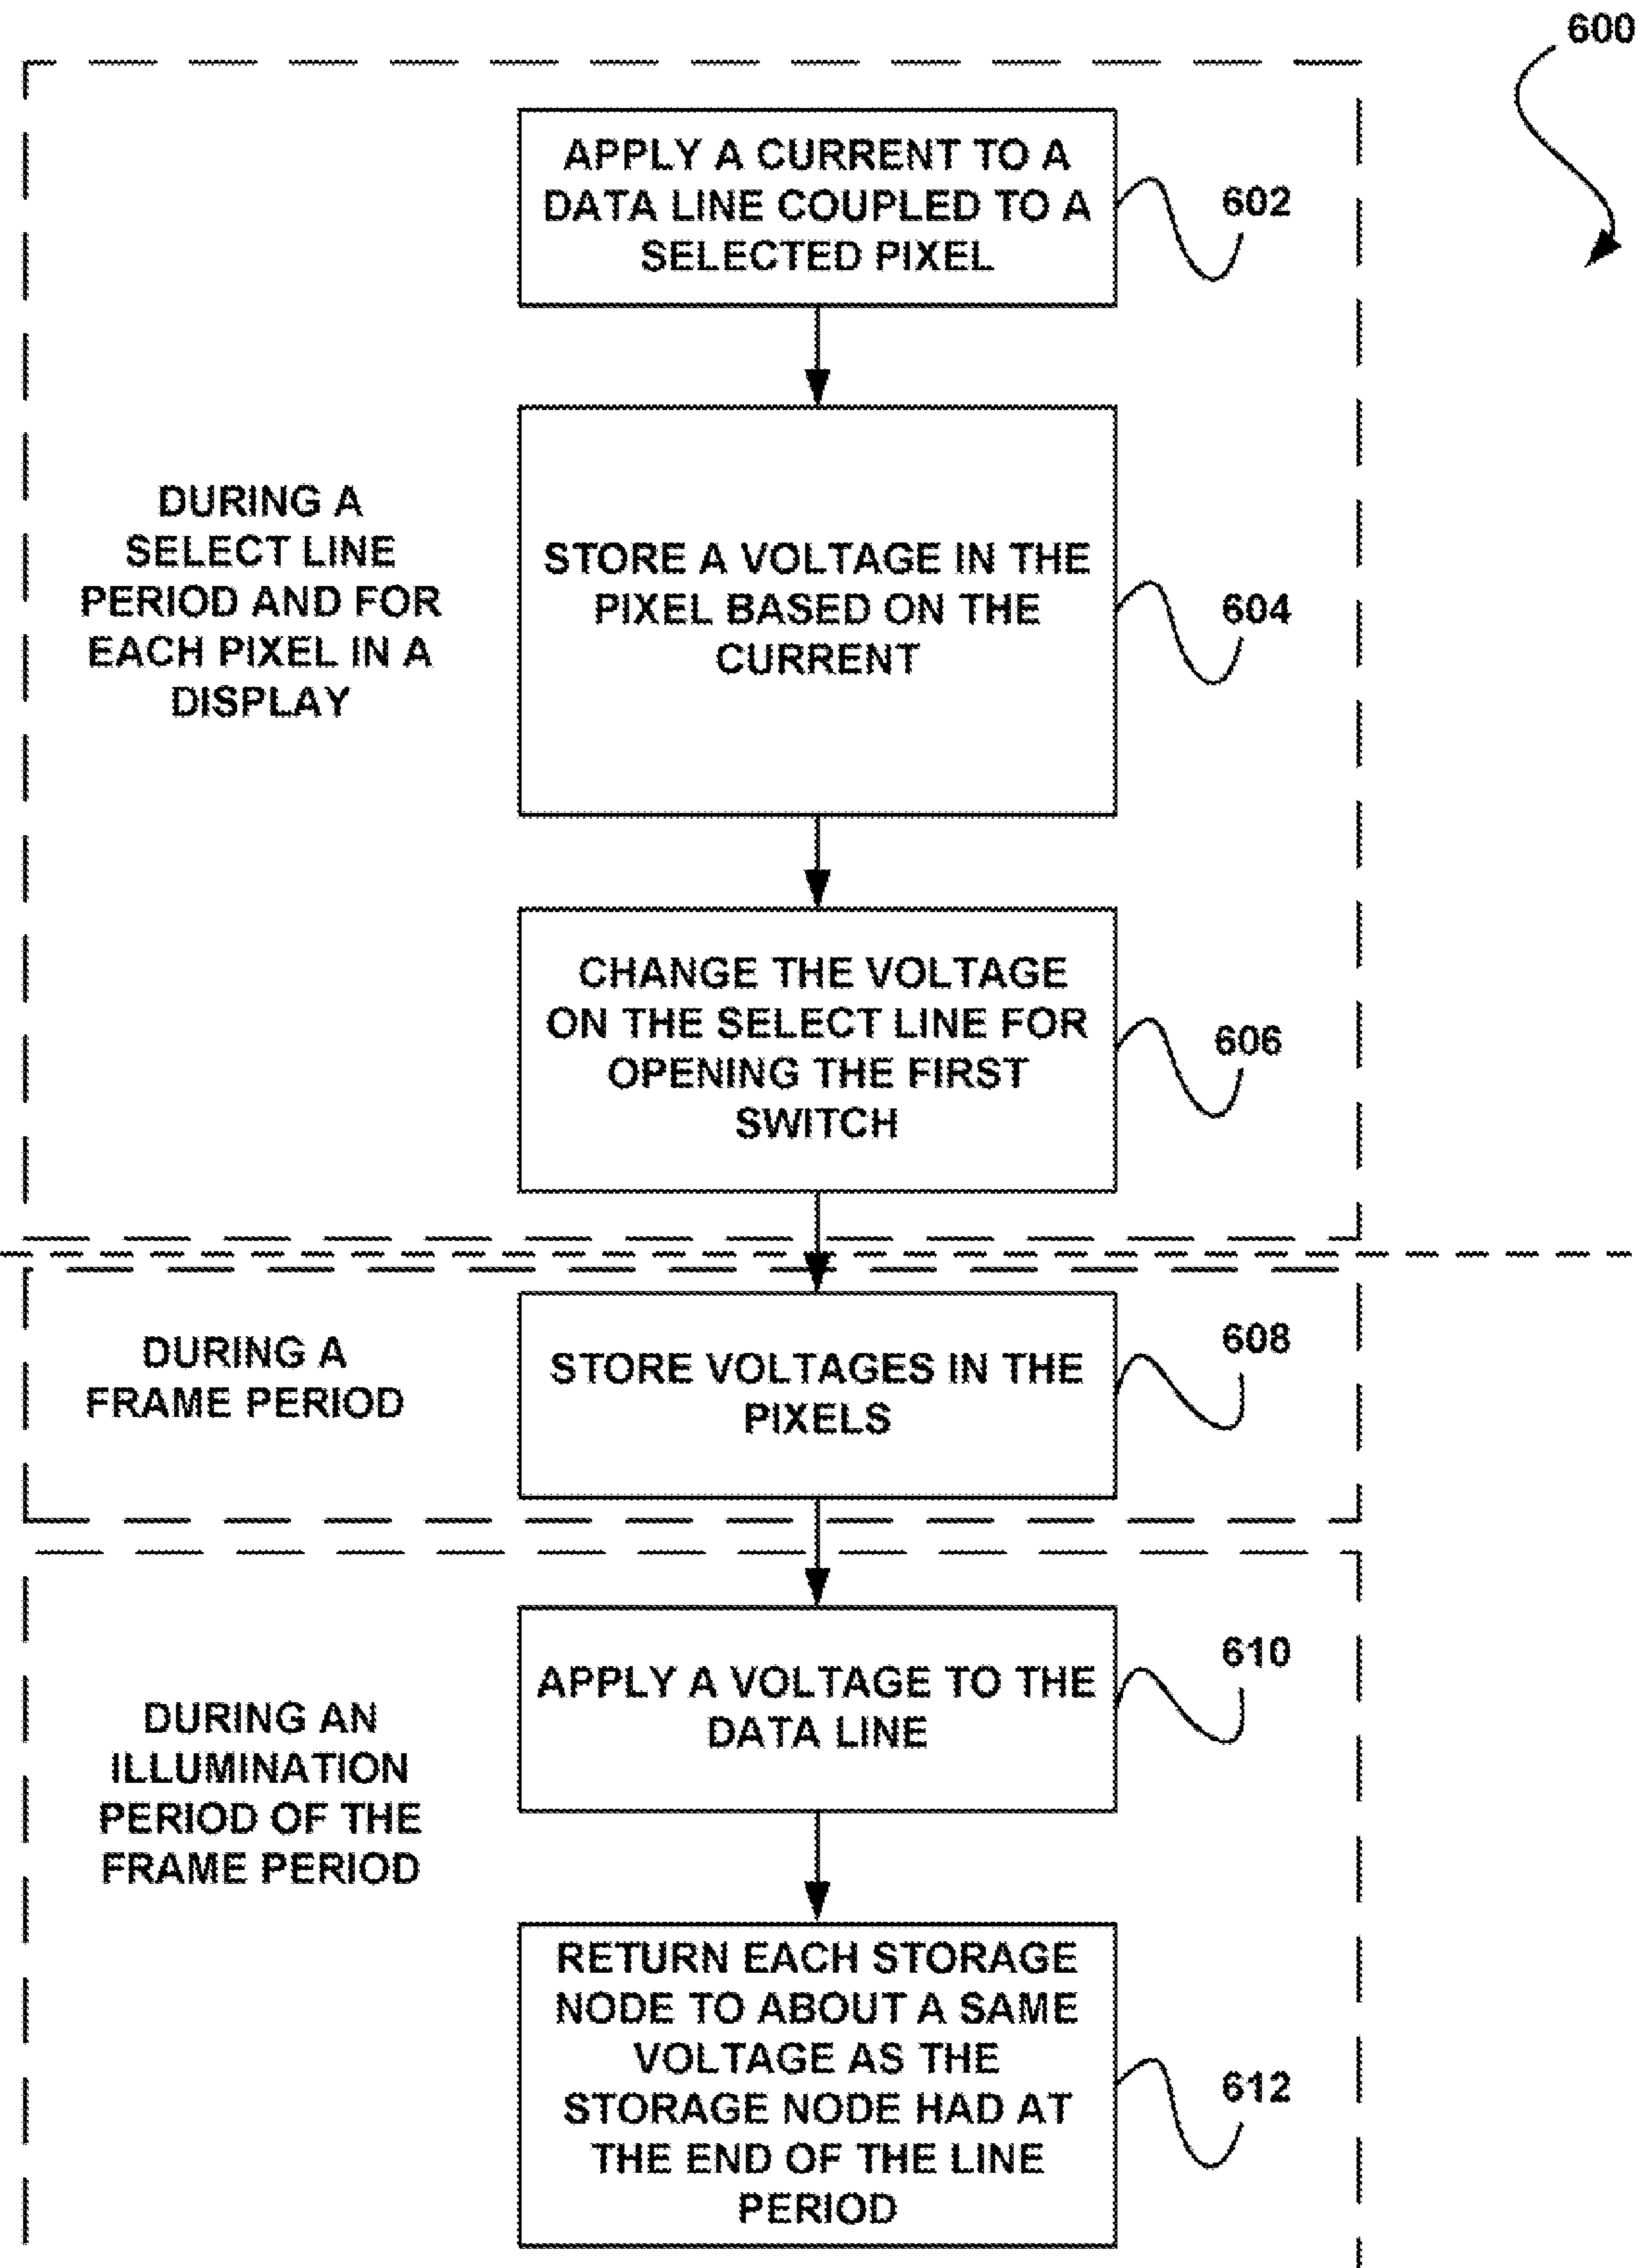 600
APPLY A CURRENT TO A
DATA LINE COUPLED TO A
SELECTED PIXEL
602
DURING A
SELECT LINE
PERIOD AND FOR
EACH PIXEL IN A
DISPLAY
STORE A VOLTAGE IN THE
PIXEL BASED ON THE
CURRENT
604
CHANGE THE VOLTAGE
ON THE SELECT LINE FOR
OPENING THE FIRST
SWITCH
606
DURING A
FRAME PERIOD
STORE VOLTAGES IN THE
PIXELS
608
DURING AN
ILLUMINATION
PERIOD OF THE
FRAME PERIOD
APPLY A VOLTAGE TO THE
DATA LINE
610
RETURN EACH STORAGE
NODE TO ABOUT A SAME
VOLTAGE AS THE
STORAGE NODE HAD AT
THE END OF THE LINE
PERIOD
612